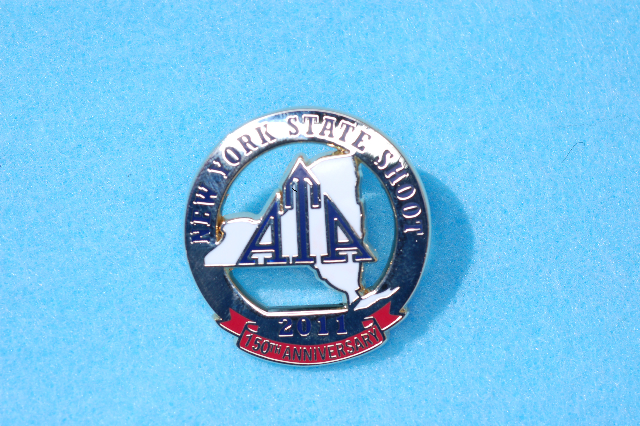 NEW YORK STATE SHOOT
ATA
2011
150TH ANNIVERSARY